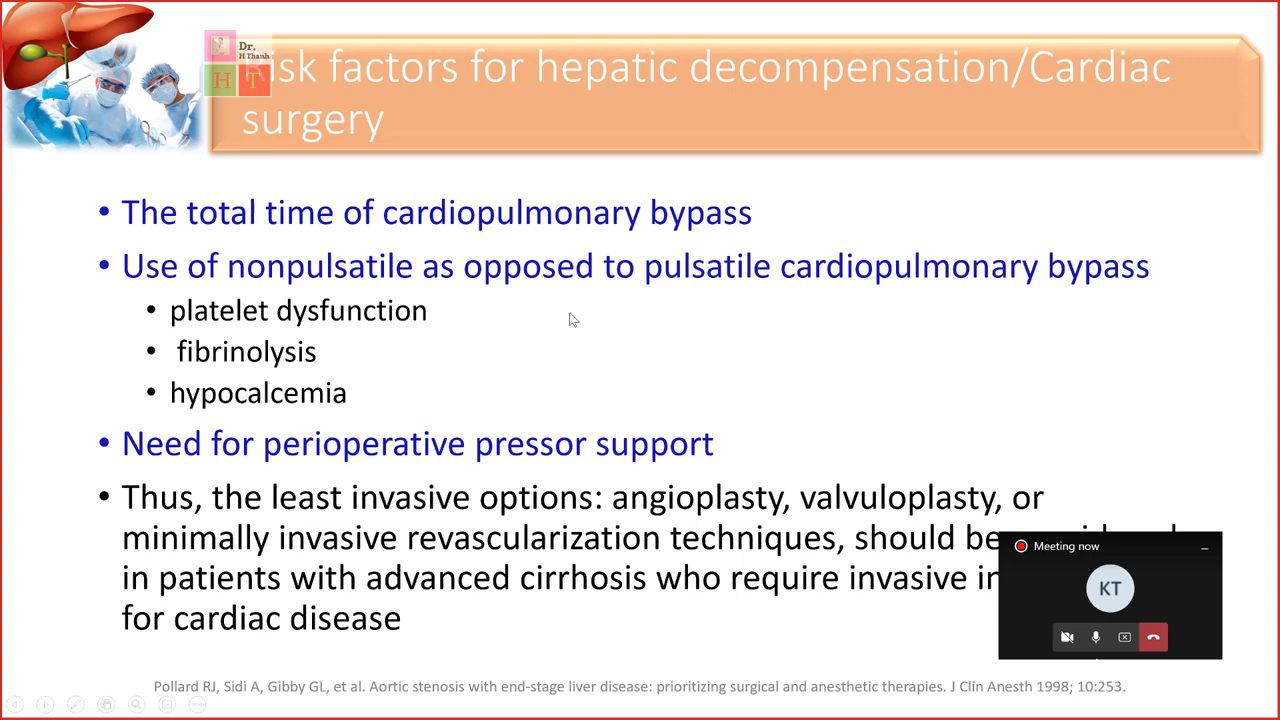 Dr.
H Thanh
H T
Risk factors for hepatic decompensation/Cardiac
surgery
• The total time of cardiopulmonary bypass
• Use of nonpulsatile as opposed to pulsatile cardiopulmonary bypass
• platelet dysfunction
• fibrinolysis
• hypocalcemia
• Need for perioperative pressor support
• Thus, the least invasive options: angioplasty, valvuloplasty, or
minimally invasive revascularization techniques, should be
in patients with advanced cirrhosis who require invasive
for cardiac disease
Meeting now
KT
Pollard RJ, Sidi A, Gibby GL, et al. Aortic stenosis with end-stage liver disease: prioritizing surgical and anesthetic therapies. J Clin Anesth 1998; 10:253.